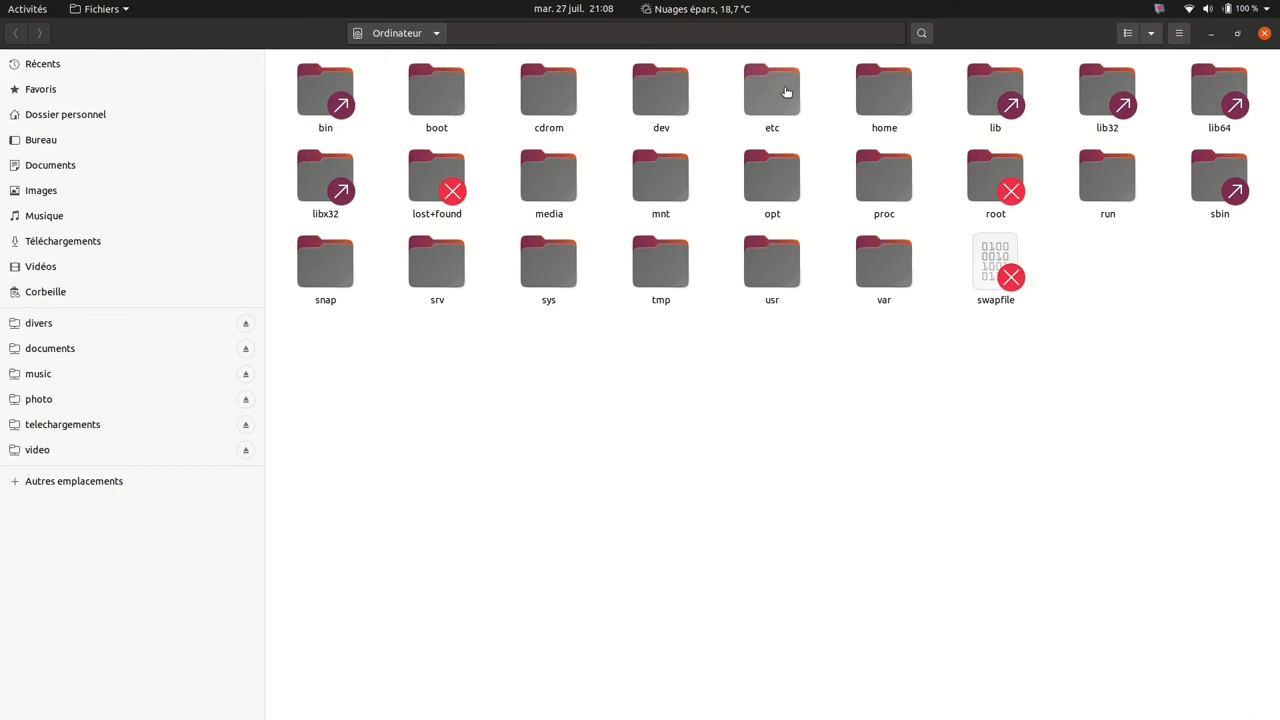 Activités Fichiers mar. 27 juil. 21:08 Nuages épars, 18,7 °C 100 %
Ordinateur
Récents
Favoris
Dossier personnel
Bureau
Documents
Images
Musique
Téléchargements
Vidéos
Corbeille
divers
documents
music
photo
telechargements
video
Autres emplacements
bin boot cdrom dev etc home lib lib32 lib64
libx32 lost+found media mnt opt proc root run sbin
0100
0010
snap srv sys tmp usr var swapfile